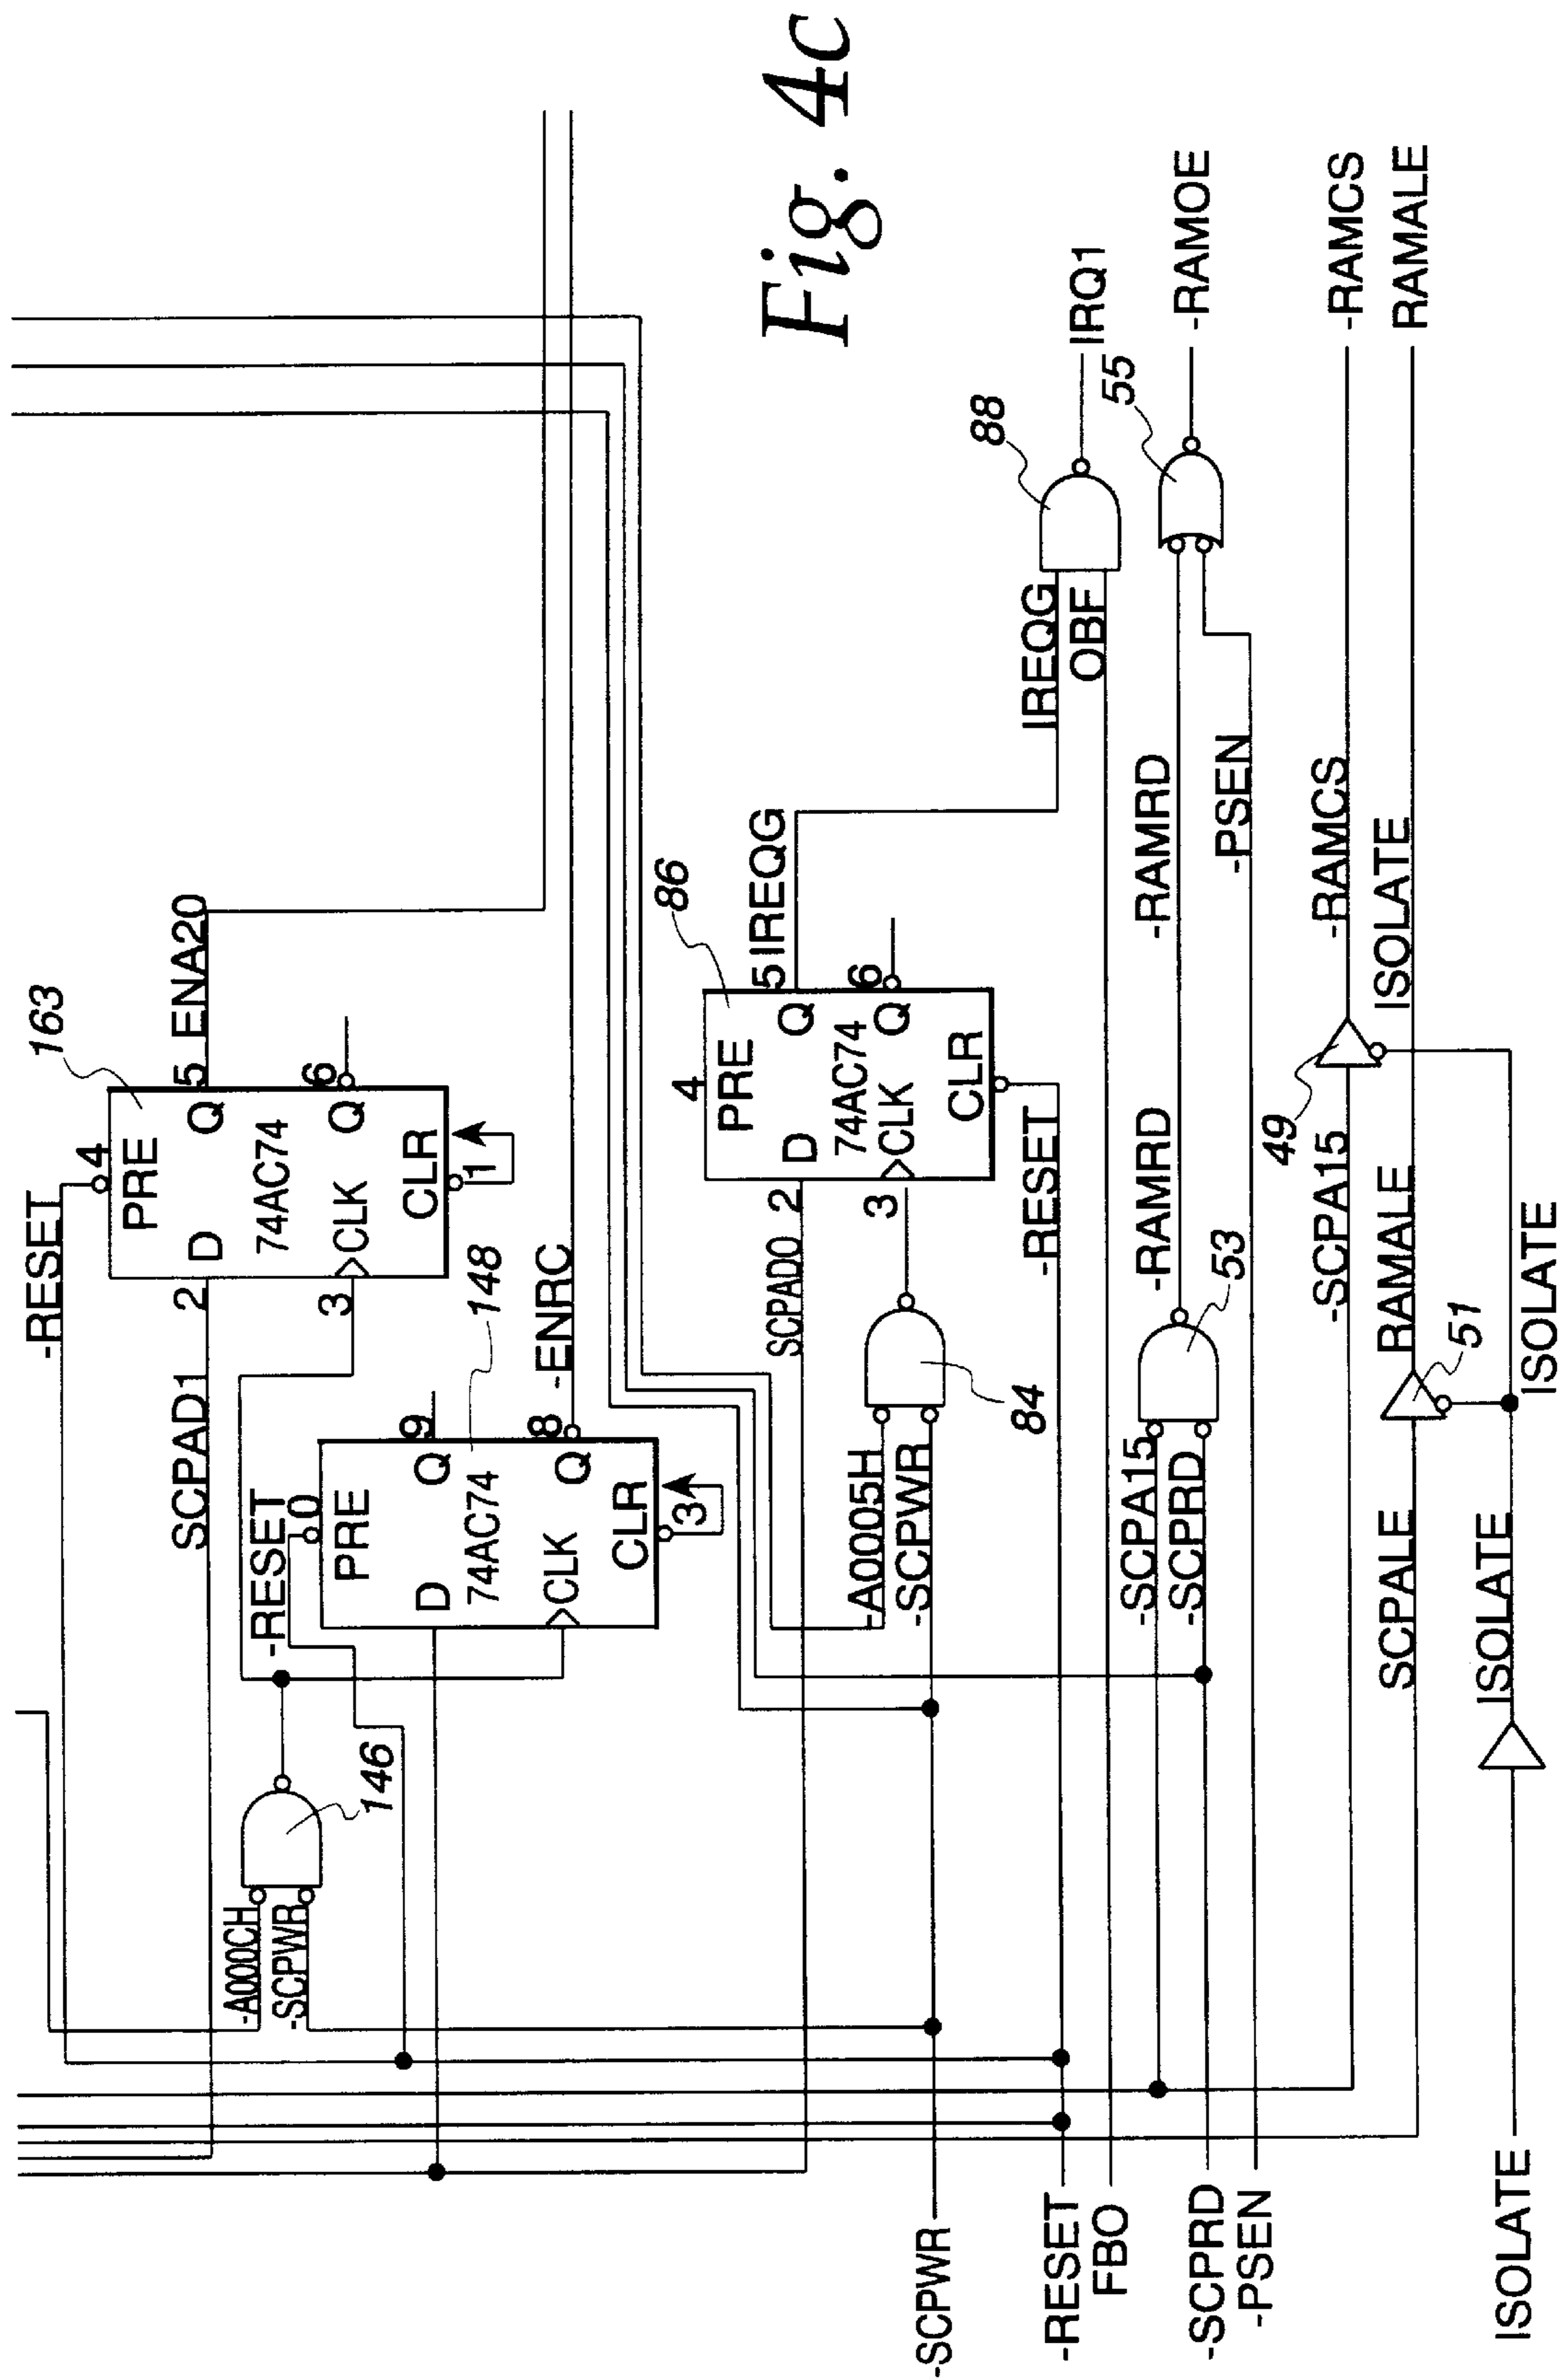 -RESET
4
163
PRE
SCPAD1
2
D
Q
5
ENA20
74AC74
3
CLK
Q
6
CLR
1
-A000CH
-SCPWR
146
-RESET
0
PRE
148
D
Q
9
74AC74
CLK
Q
8
-ENRC
CLR
3
4
86
PRE
SCPAD0
2
D
Q
5
IREQG
74AC74
3
CLK
Q
6
CLR
-RESET
-A0005H
-SCPWR
84
-SCPWR
Fig. 4c
-RESET
FBO
IREQG
OBF
88
IRQ1
-SCPRD
-PSEN
-SCPA15
-SCPRD
53
-RAMRD
-RAMRD
-PSEN
55
-RAMOE
-SCPA15
49
-RAMCS
-RAMCS
SCPALE
RAMALE
51
ISOLATE
RAMALE
ISOLATE
ISOLATE
ISOLATE